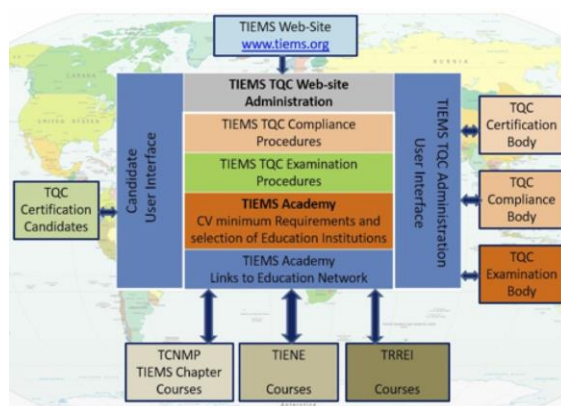 TIEMS Web-Site
www.tiems.org
TIEMS TQC Web-site
Administration
TIEMS TQC Compliance
Procedures
TIEMS TQC Examination
Procedures
TIEMS Academy
CV minimum Requirements and
selection of Education Institutions
TIEMS Academy
Links to Education Network
Candidate
User Interface
TIEMS TQC Administration
User Interface
TQC
Certification
Candidates
TQC
Certification
Body
TQC
Compliance
Body
TQC
Examination
Body
TCNMP
TIEMS Chapter
Courses
TIENE
Courses
TRREI
Courses